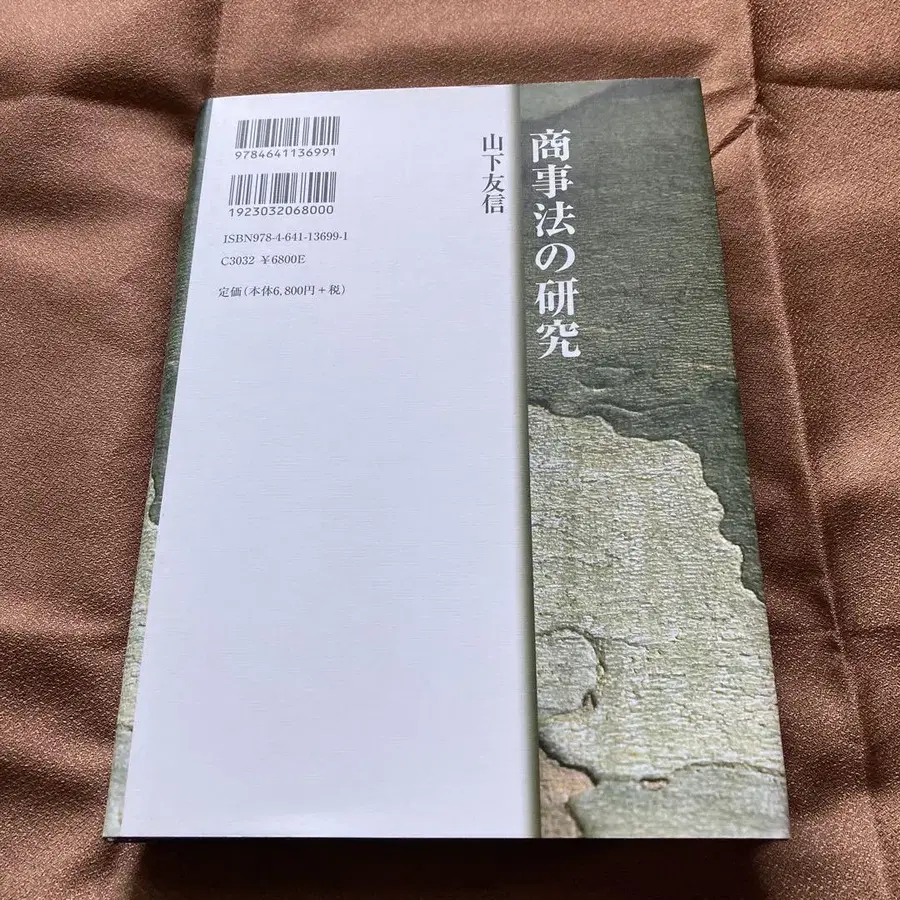 商事法の研究
山下友信
9784641136991
1923032068000
ISBN978-4-641-13699-1
C3032 ¥6800E
定価(本体6,800円+税)